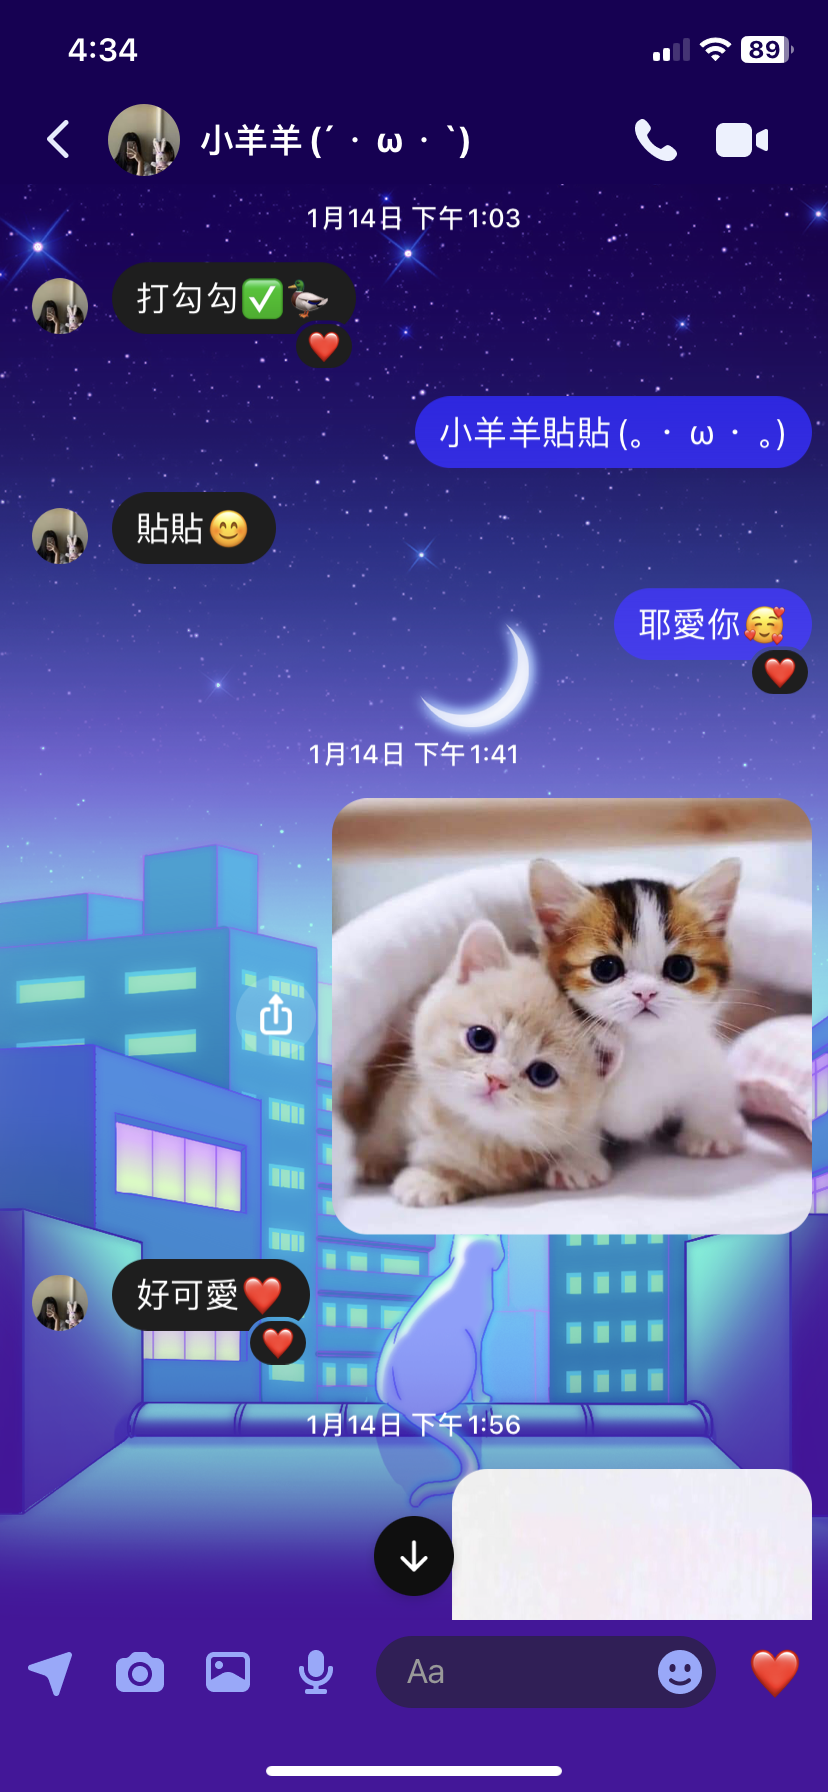 4:34
89
小羊羊 (´・ω・`)
1月14日 下午1:03
打勾勾✅🦆
❤️
小羊羊貼貼 (。・ω・。)
貼貼😊
耶愛你🥰
❤️
1月14日 下午1:41
好可愛❤️
❤️
1月14日 下午1:56
Aa